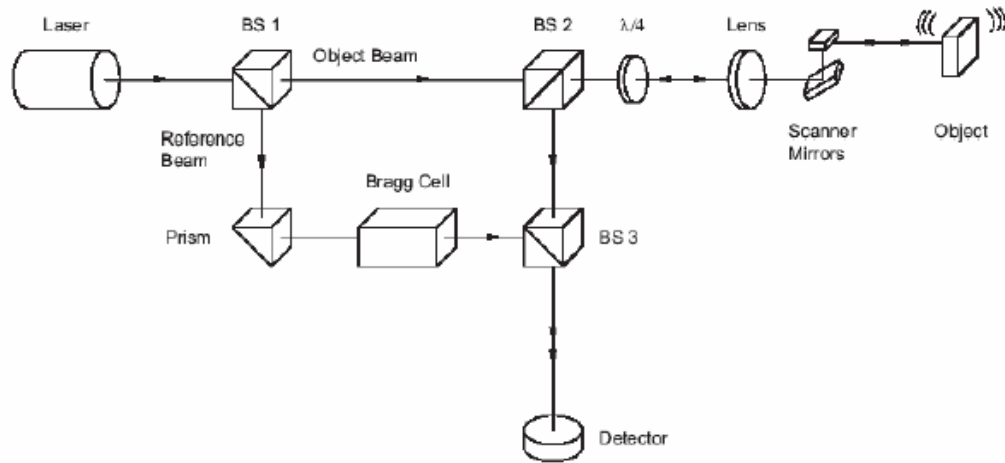 Laser
BS 1
BS 2
λ/4
Lens
Object Beam
Reference
Beam
Bragg Cell
Scanner
Mirrors
Object
Prism
BS 3
Detector